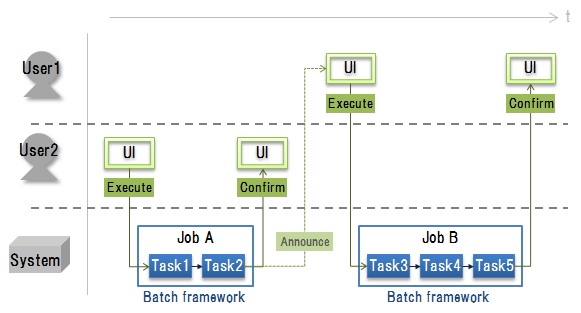 t
User1
UI
UI
Execute
Confirm
User2
UI
UI
Execute
Confirm
System
Job A
Task1
Task2
Batch framework
Announce
Job B
Task3
Task4
Task5
Batch framework